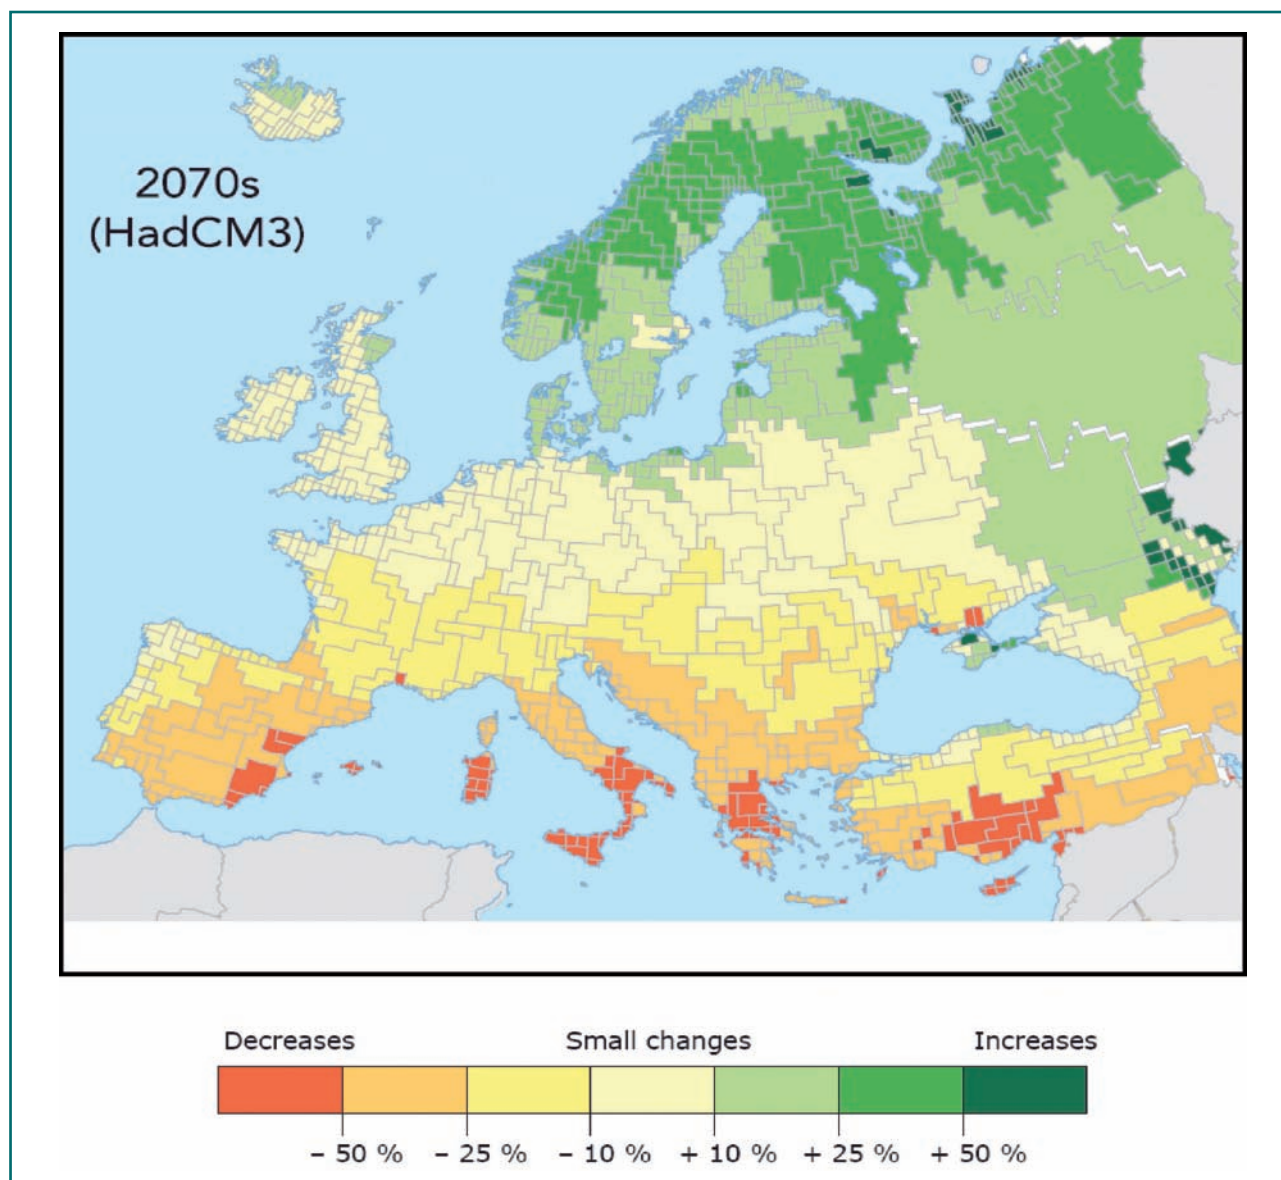 2070s
(HadCM3)
Decreases Small changes Increases
– 50 % – 25 % – 10 % + 10 % + 25 % + 50 %